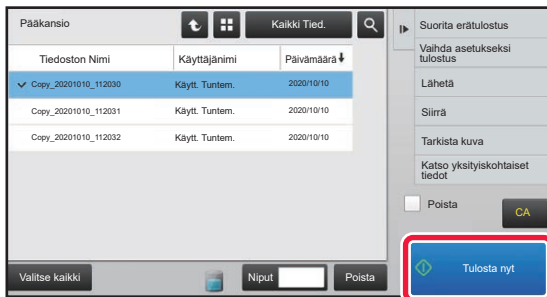 Pääkansio
Kaikki Tied.
Tiedoston Nimi Käyttäjänimi Päivämäärä
Copy_20201010_112030 Käytt. Tuntem. 2020/10/10
Copy_20201010_112031 Käytt. Tuntem. 2020/10/10
Copy_20201010_112032 Käytt. Tuntem. 2020/10/10
Valitse kaikki
Niput
Poista
Suorita erätulostus
Vaihda asetukseksi
tulostus
Lähetä
Siirrä
Tarkista kuva
Katso yksityiskohtaiset
tiedot
Poista
CA
Tulosta nyt